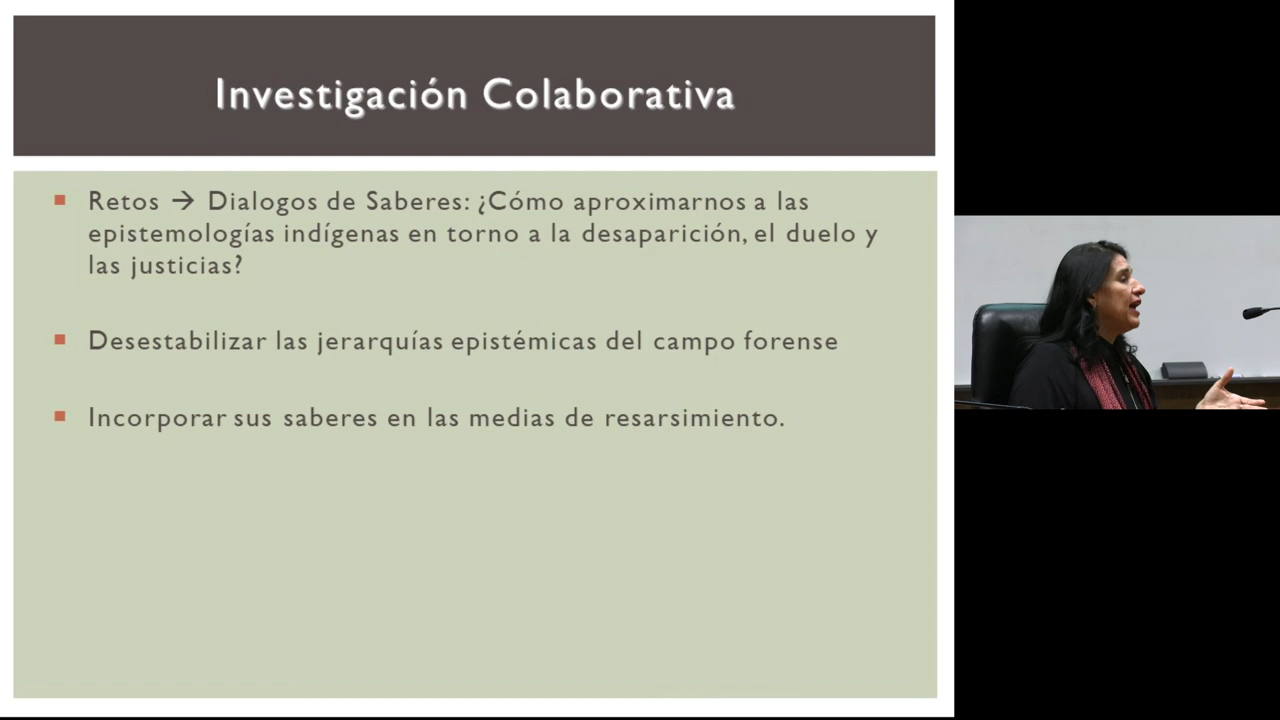 Investigación Colaborativa
Retos → Dialogos de Saberes: ¿Cómo aproximarnos a las
epistemologías indígenas en torno a la desaparición, el duelo y
las justicias?
Desestabilizar las jerarquías epistémicas del campo forense
Incorporar sus saberes en las medias de resarsimiento.